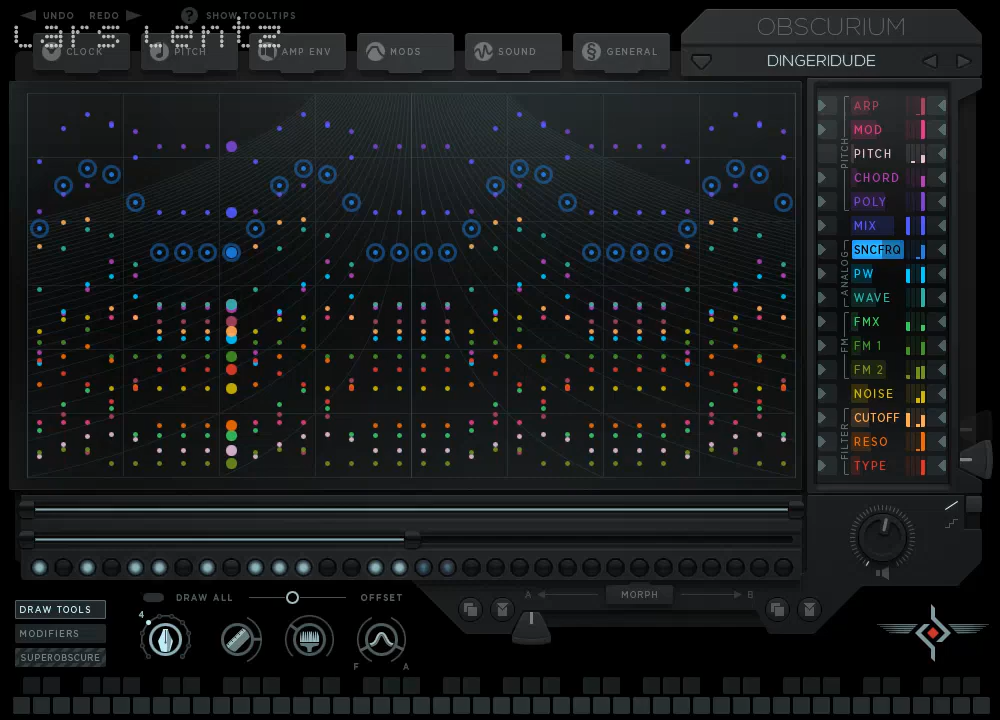 UNDO REDO ? SHOW TOOLTIPS
Lars Lentz
CLOCK PITCH AMP ENV MODS SOUND GENERAL
OBSCURIUM
DINGERIDUDE
ARP
MOD
PITCH
CHORD
POLY
MIX
SNCFRQ
PW
WAVE
FMX
FM 1
FM 2
NOISE
CUTOFF
RESO
TYPE
PITCH
ANALOG
FM
FILTER
A MORPH B
DRAW TOOLS
MODIFIERS
SUPEROBSCURE
DRAW ALL OFFSET
4
F A